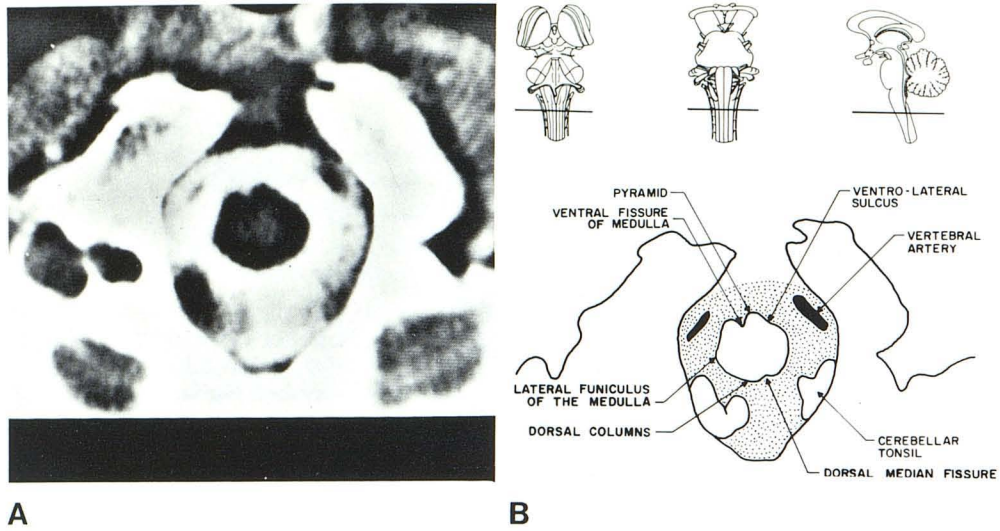 PYRAMID
VENTRAL FISSURE
OF MEDULLA
VENTRO-LATERAL
SULCUS
VERTEBRAL
ARTERY
LATERAL FUNICULUS
OF THE MEDULLA
DORSAL COLUMNS
CEREBELLAR
TONSIL
DORSAL MEDIAN FISSURE
A
B